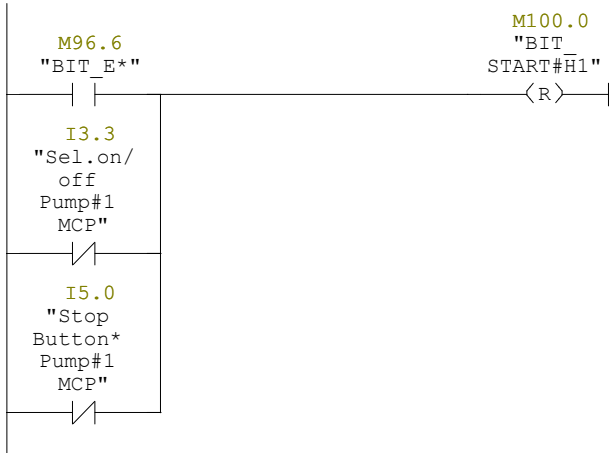 M100.0
M96.6
"BIT_
"BIT_E*"
START#H1"
(R)
I3.3
"Sel.on/
off
Pump#1
MCP"
I5.0
"Stop
Button*
Pump#1
MCP"